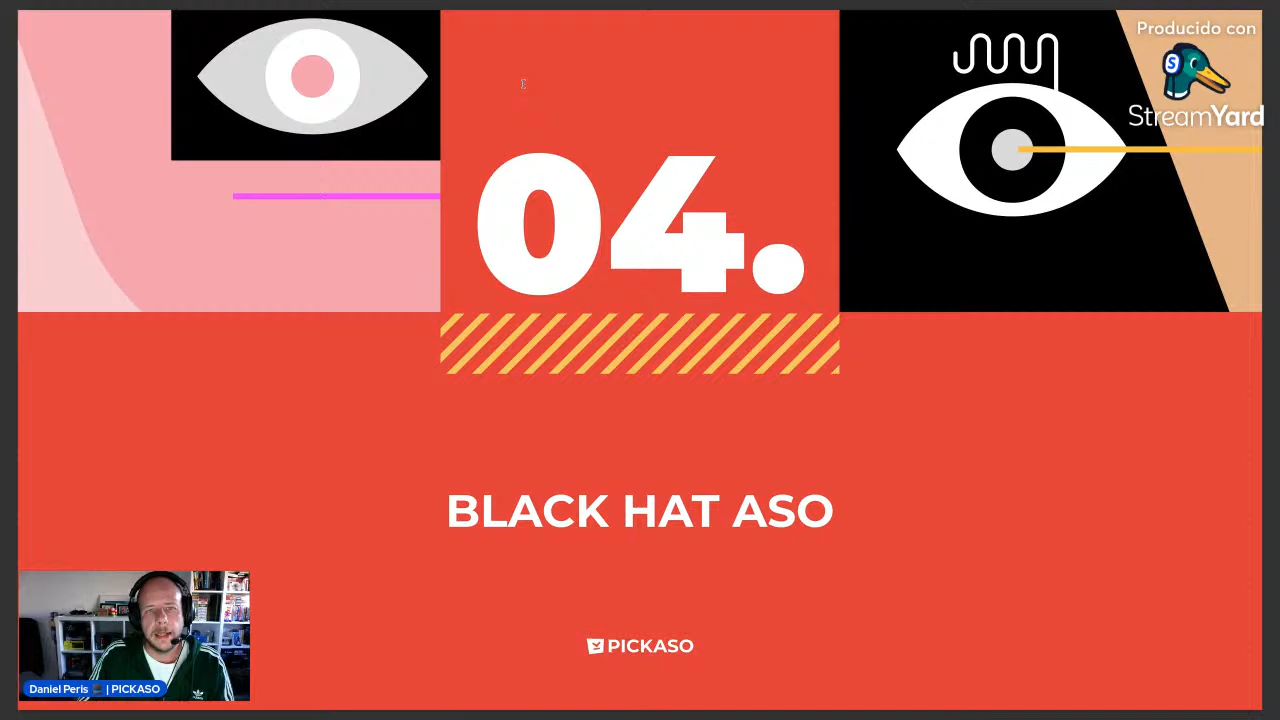 Producido con
StreamYard
04.
BLACK HAT ASO
PICKASO
Daniel Peris | PICKASO